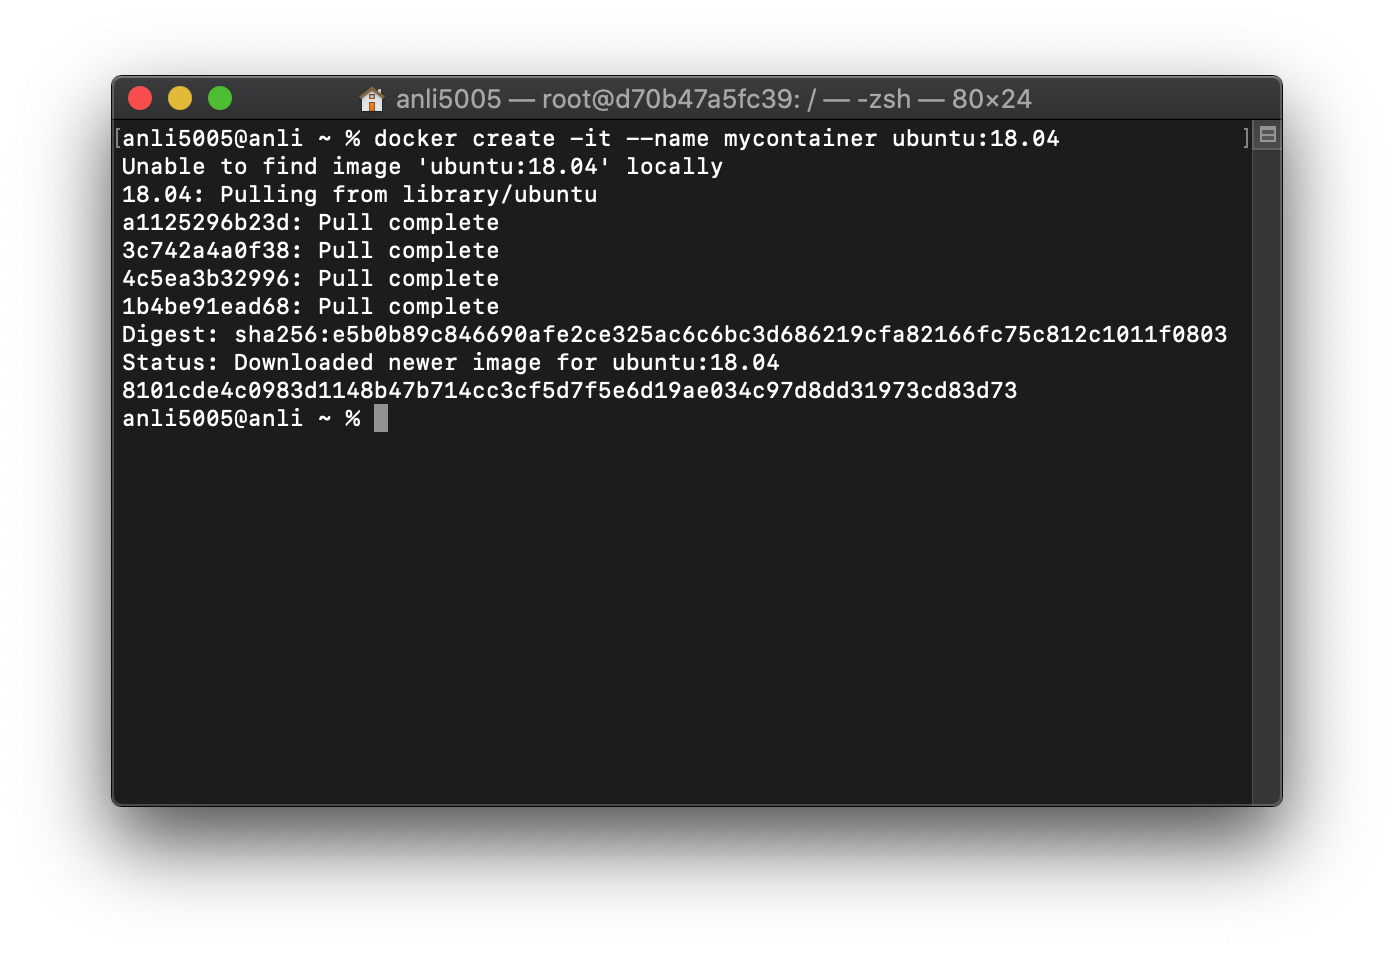 anli5005 — root@d70b47a5fc39: / — -zsh — 80×24
[anli5005@anli ~ % docker create -it --name mycontainer ubuntu:18.04 ]
Unable to find image 'ubuntu:18.04' locally
18.04: Pulling from library/ubuntu
a1125296b23d: Pull complete
3c742a4a0f38: Pull complete
4c5ea3b32996: Pull complete
1b4be91ead68: Pull complete
Digest: sha256:e5b0b89c846690afe2ce325ac6c6bc3d686219cfa82166fc75c812c1011f0803
Status: Downloaded newer image for ubuntu:18.04
8101cde4c0983d1148b47b714cc3cf5d7f5e6d19ae034c97d8dd31973cd83d73
anli5005@anli ~ %